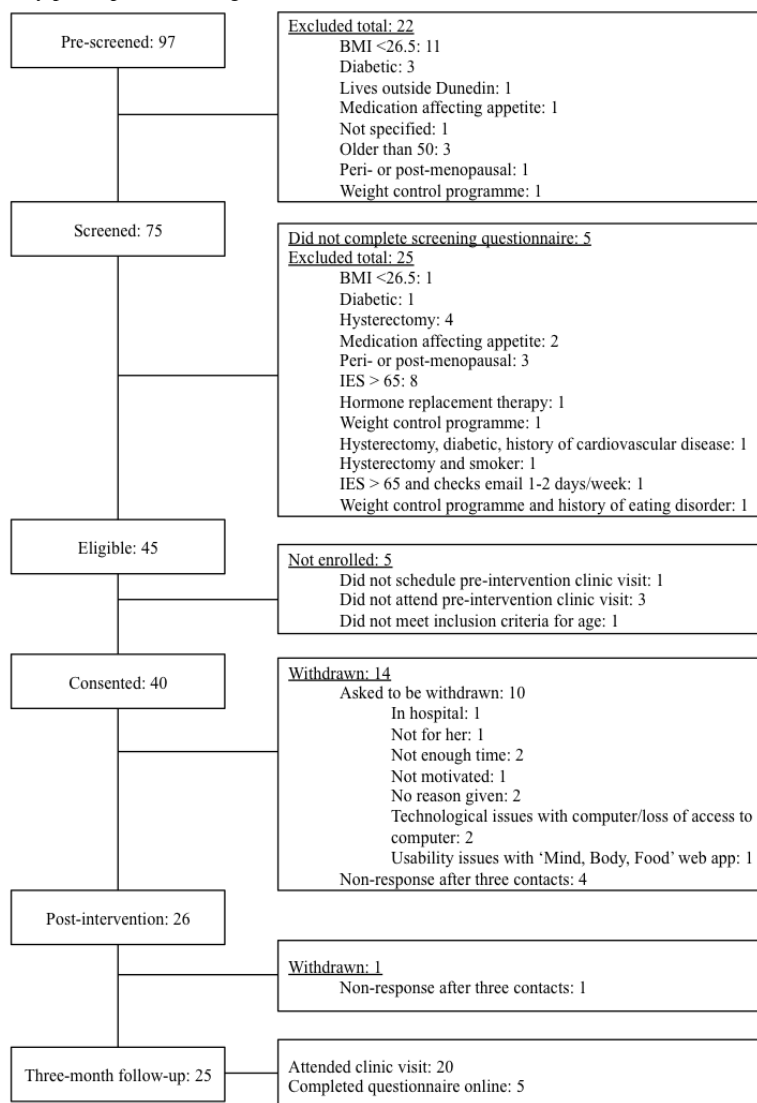 Pre-screened: 97
Excluded total: 22
BMI <26.5: 11
Diabetic: 3
Lives outside Dunedin: 1
Medication affecting appetite: 1
Not specified: 1
Older than 50: 3
Peri- or post-menopausal: 1
Weight control programme: 1
Screened: 75
Did not complete screening questionnaire: 5
Excluded total: 25
BMI <26.5: 1
Diabetic: 1
Hysterectomy: 4
Medication affecting appetite: 2
Peri- or post-menopausal: 3
IES > 65: 8
Hormone replacement therapy: 1
Weight control programme: 1
Hysterectomy, diabetic, history of cardiovascular disease: 1
Hysterectomy and smoker: 1
IES > 65 and checks email 1-2 days/week: 1
Weight control programme and history of eating disorder: 1
Eligible: 45
Not enrolled: 5
Did not schedule pre-intervention clinic visit: 1
Did not attend pre-intervention clinic visit: 3
Did not meet inclusion criteria for age: 1
Consented: 40
Withdrawn: 14
Asked to be withdrawn: 10
In hospital: 1
Not for her: 1
Not enough time: 2
Not motivated: 1
No reason given: 2
Technological issues with computer/loss of access to
computer: 2
Usability issues with ‘Mind, Body, Food’ web app: 1
Non-response after three contacts: 4
Post-intervention: 26
Withdrawn: 1
Non-response after three contacts: 1
Three-month follow-up: 25
Attended clinic visit: 20
Completed questionnaire online: 5